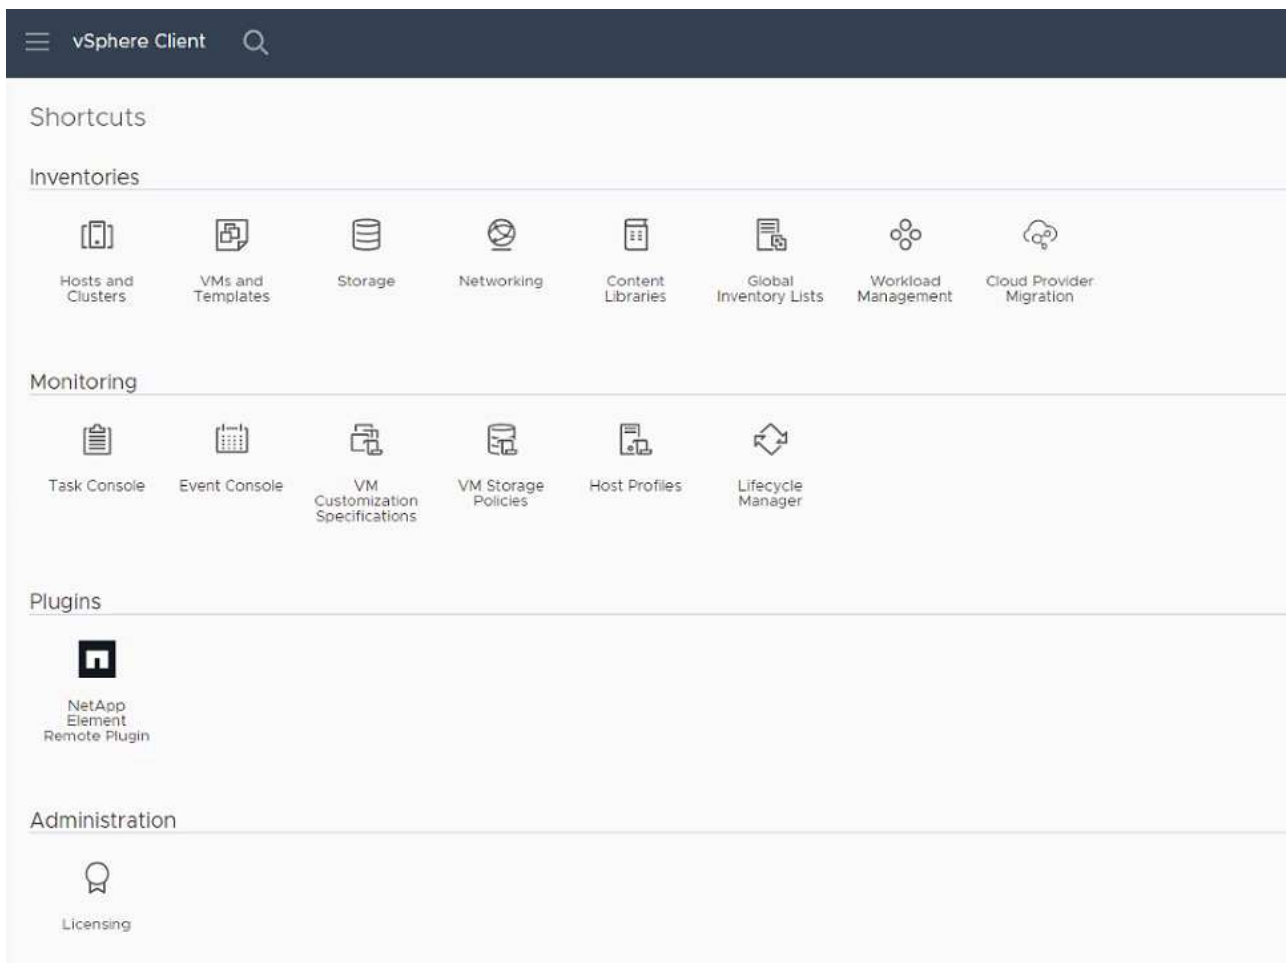 vSphere Client
Shortcuts
Inventories
Hosts and
Clusters
VMs and
Templates
Storage
Networking
Content
Libraries
Global
Inventory Lists
Workload
Management
Cloud Provider
Migration
Monitoring
Task Console
Event Console
VM
Customization
Specifications
VM Storage
Policies
Host Profiles
Lifecycle
Manager
Plugins
NetApp
Element
Remote Plugin
Administration
Licensing